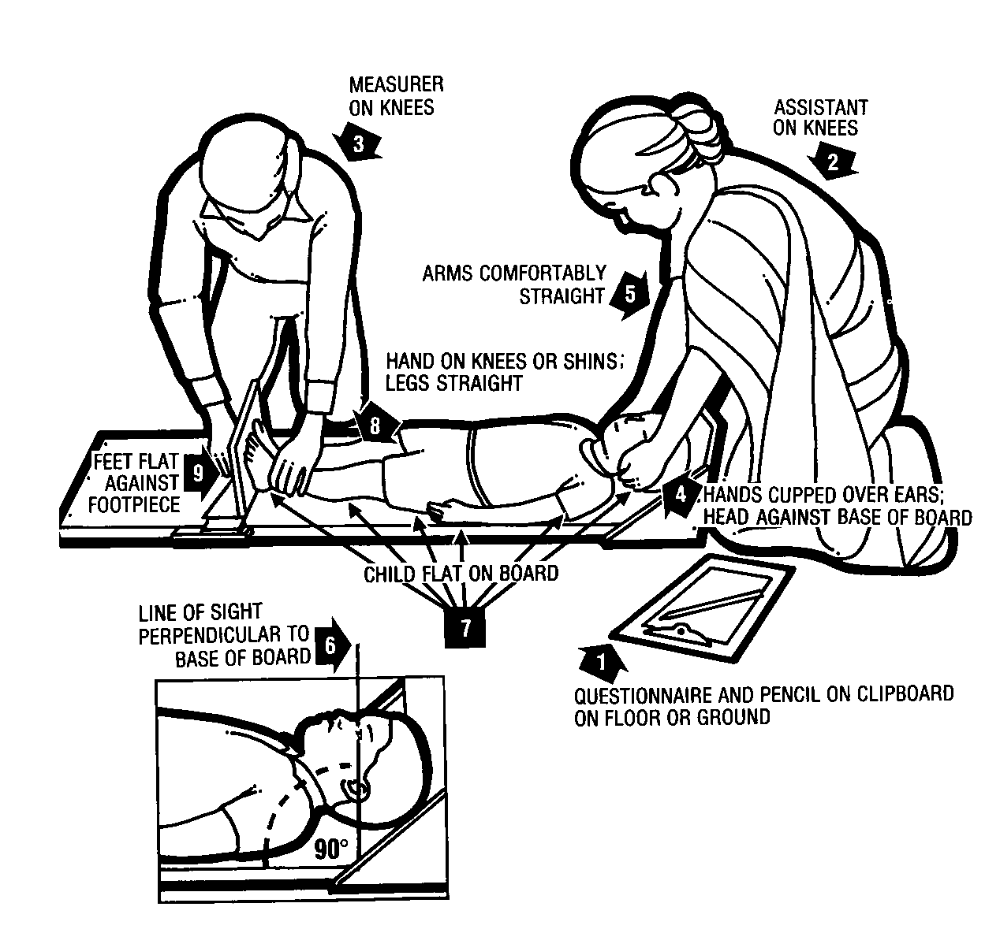 MEASURER
ON KNEES
3
ASSISTANT
ON KNEES
2
ARMS COMFORTABLY
STRAIGHT
5
HAND ON KNEES OR SHINS;
LEGS STRAIGHT
8
FEET FLAT
AGAINST
FOOTPIECE
9
4
HANDS CUPPED OVER EARS;
HEAD AGAINST BASE OF BOARD
CHILD FLAT ON BOARD
7
LINE OF SIGHT
PERPENDICULAR TO
BASE OF BOARD
6
1
QUESTIONNAIRE AND PENCIL ON CLIPBOARD
ON FLOOR OR GROUND
90°